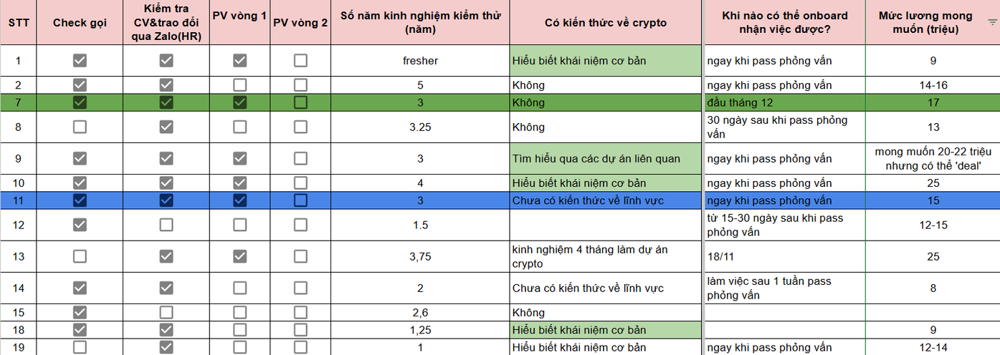 STT Check gọi Kiểm tra CV&trao đổi qua Zalo(HR) PV vòng 1 PV vòng 2 Số năm kinh nghiệm kiểm thử (năm) Có kiến thức về crypto Khi nào có thể onboard nhận việc được? Mức lương mong muốn (triệu)
1 fresher Hiểu biết khái niệm cơ bản ngay khi pass phỏng vấn 9
2 5 Không ngay khi pass phỏng vấn 14-16
7 3 Không đầu tháng 12 17
8 3.25 Không 30 ngày sau khi pass phỏng vấn 13
9 3 Tìm hiểu qua các dự án liên quan ngay khi pass phỏng vấn mong muốn 20-22 triệu nhưng có thể 'deal'
10 4 Hiểu biết khái niệm cơ bản ngay khi pass phỏng vấn 25
11 3 Chưa có kiến thức về lĩnh vực ngay khi pass phỏng vấn 15
12 1.5 từ 15-30 ngày sau khi pass phỏng vấn 12-15
13 3,75 kinh nghiệm 4 tháng làm dự án crypto 18/11 25
14 2 Chưa có kiến thức về lĩnh vực làm việc sau 1 tuần pass phỏng vấn 8
15 2,6 Không
18 1,25 Hiểu biết khái niệm cơ bản 9
19 1 Hiểu biết khái niệm cơ bản ngay khi pass phỏng vấn 12-14